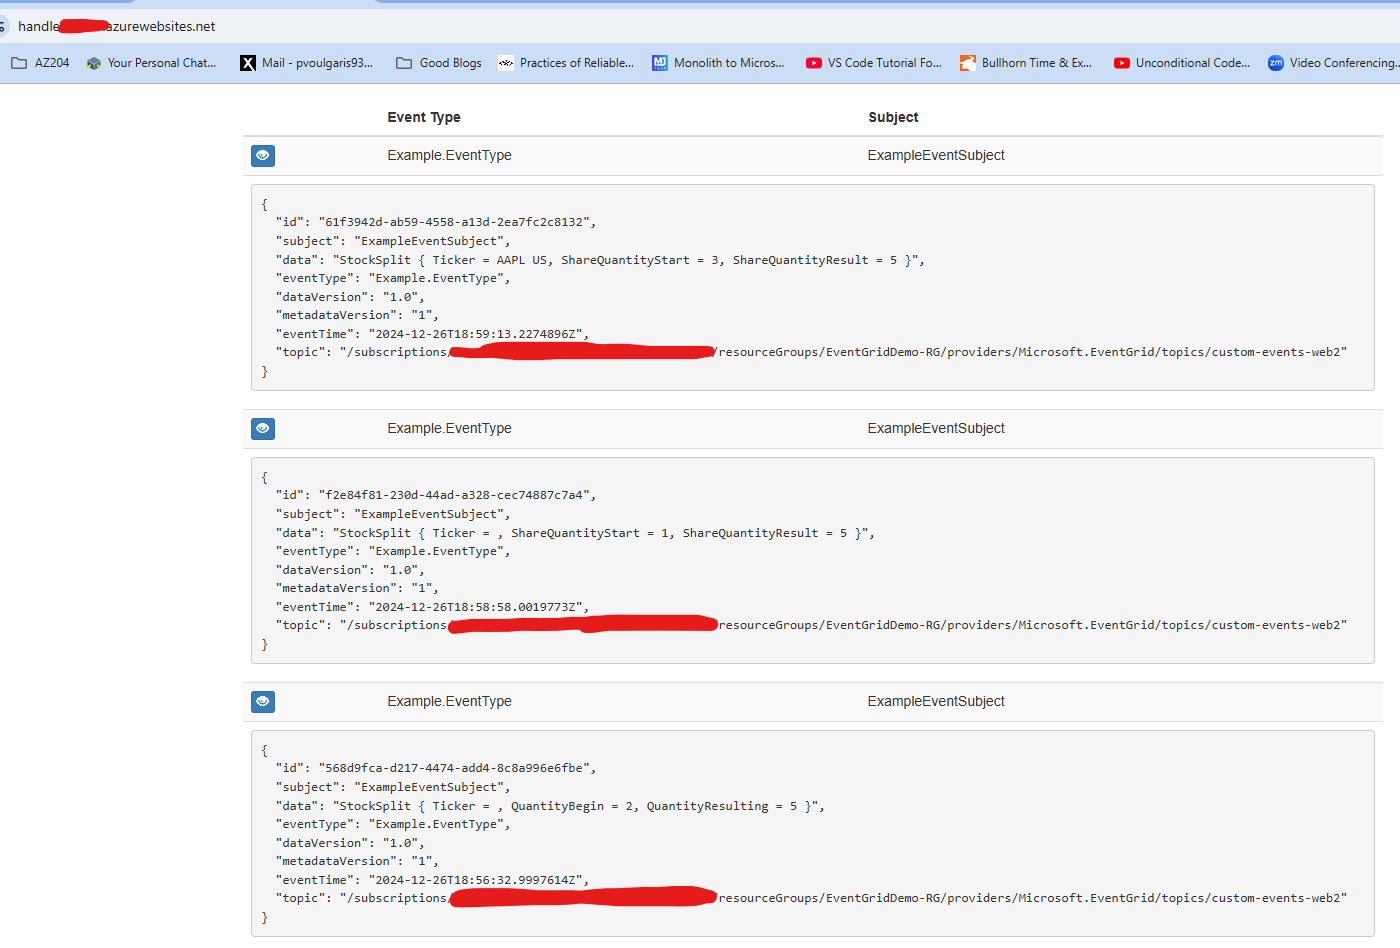 handle azurewebsites.net
AZ204 Your Personal Chat... Mail - pvoulgaris93... Good Blogs Practices of Reliable... Monolith to Micros... VS Code Tutorial Fo... Bullhorn Time & Ex... Unconditional Code... zm Video Conferencing...
Event Type Subject
Example.EventType ExampleEventSubject
{
"id": "61f3942d-ab59-4558-a13d-2ea7fc2c8132",
"subject": "ExampleEventSubject",
"data": "StockSplit { Ticker = AAPL US, ShareQuantityStart = 3, ShareQuantityResult = 5 }",
"eventType": "Example.EventType",
"dataVersion": "1.0",
"metadataVersion": "1",
"eventTime": "2024-12-26T18:59:13.2274896Z",
"topic": "/subscriptions/ /resourceGroups/EventGridDemo-RG/providers/Microsoft.EventGrid/topics/custom-events-web2"
}
Example.EventType ExampleEventSubject
{
"id": "f2e84f81-230d-44ad-a328-cec74887c7a4",
"subject": "ExampleEventSubject",
"data": "StockSplit { Ticker = , ShareQuantityStart = 1, ShareQuantityResult = 5 }",
"eventType": "Example.EventType",
"dataVersion": "1.0",
"metadataVersion": "1",
"eventTime": "2024-12-26T18:58:58.0019773Z",
"topic": "/subscriptions resourceGroups/EventGridDemo-RG/providers/Microsoft.EventGrid/topics/custom-events-web2"
}
Example.EventType ExampleEventSubject
{
"id": "568d9fca-d217-4474-add4-8c8a996e6fbe",
"subject": "ExampleEventSubject",
"data": "StockSplit { Ticker = , QuantityBegin = 2, QuantityResulting = 5 }",
"eventType": "Example.EventType",
"dataVersion": "1.0",
"metadataVersion": "1",
"eventTime": "2024-12-26T18:56:32.9997614Z",
"topic": "/subscriptions/ resourceGroups/EventGridDemo-RG/providers/Microsoft.EventGrid/topics/custom-events-web2"
}